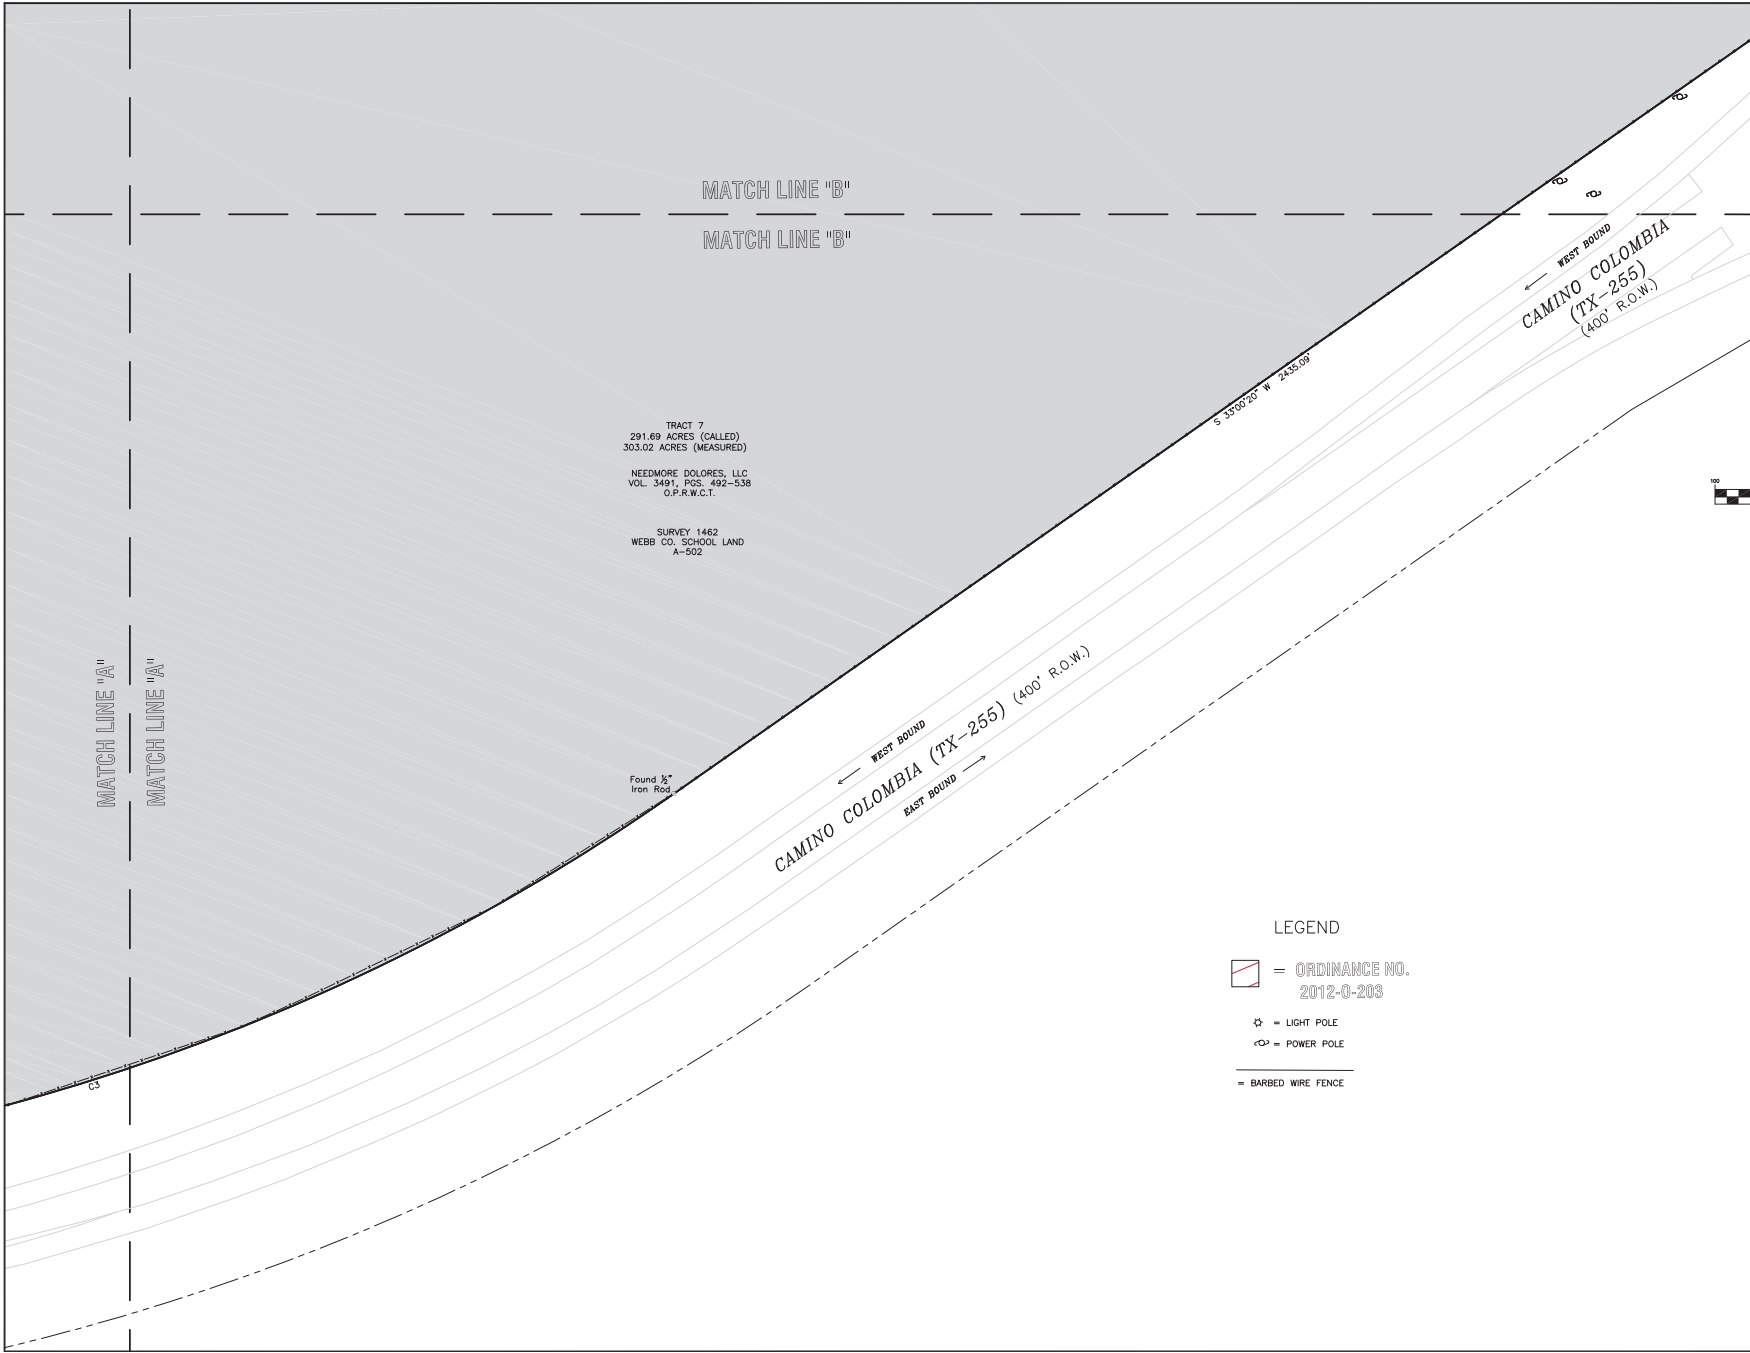 MATCH LINE "B"
MATCH LINE "B"
WEST BOUND
CAMINO COLOMBIA
(TX-255)
(400' R.O.W.)
S 33°00'20" W 2435.09'
TRACT 7
291.69 ACRES (CALLED)
303.02 ACRES (MEASURED)
NEEDMORE DOLORES, LLC
VOL. 3491, PGS. 492-538
O.P.R.W.C.T.
SURVEY 1462
WEBB CO. SCHOOL LAND
A-502
100
MATCH LINE "A"
MATCH LINE "A"
Found ½"
Iron Rod
WEST BOUND
CAMINO COLOMBIA (TX-255) (400' R.O.W.)
EAST BOUND
C3
LEGEND
= ORDINANCE NO.
2012-O-203
= LIGHT POLE
= POWER POLE
= BARBED WIRE FENCE